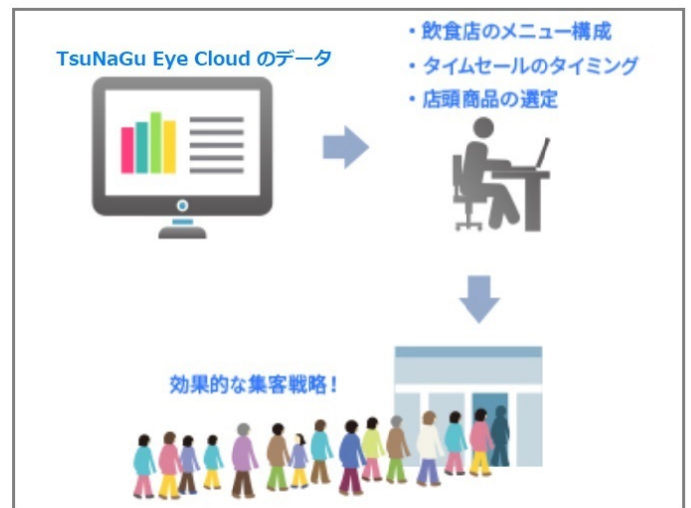 TsuNaGu Eye Cloud のデータ
・飲食店のメニュー構成
・タイムセールのタイミング
・店頭商品の選定
効果的な集客戦略！